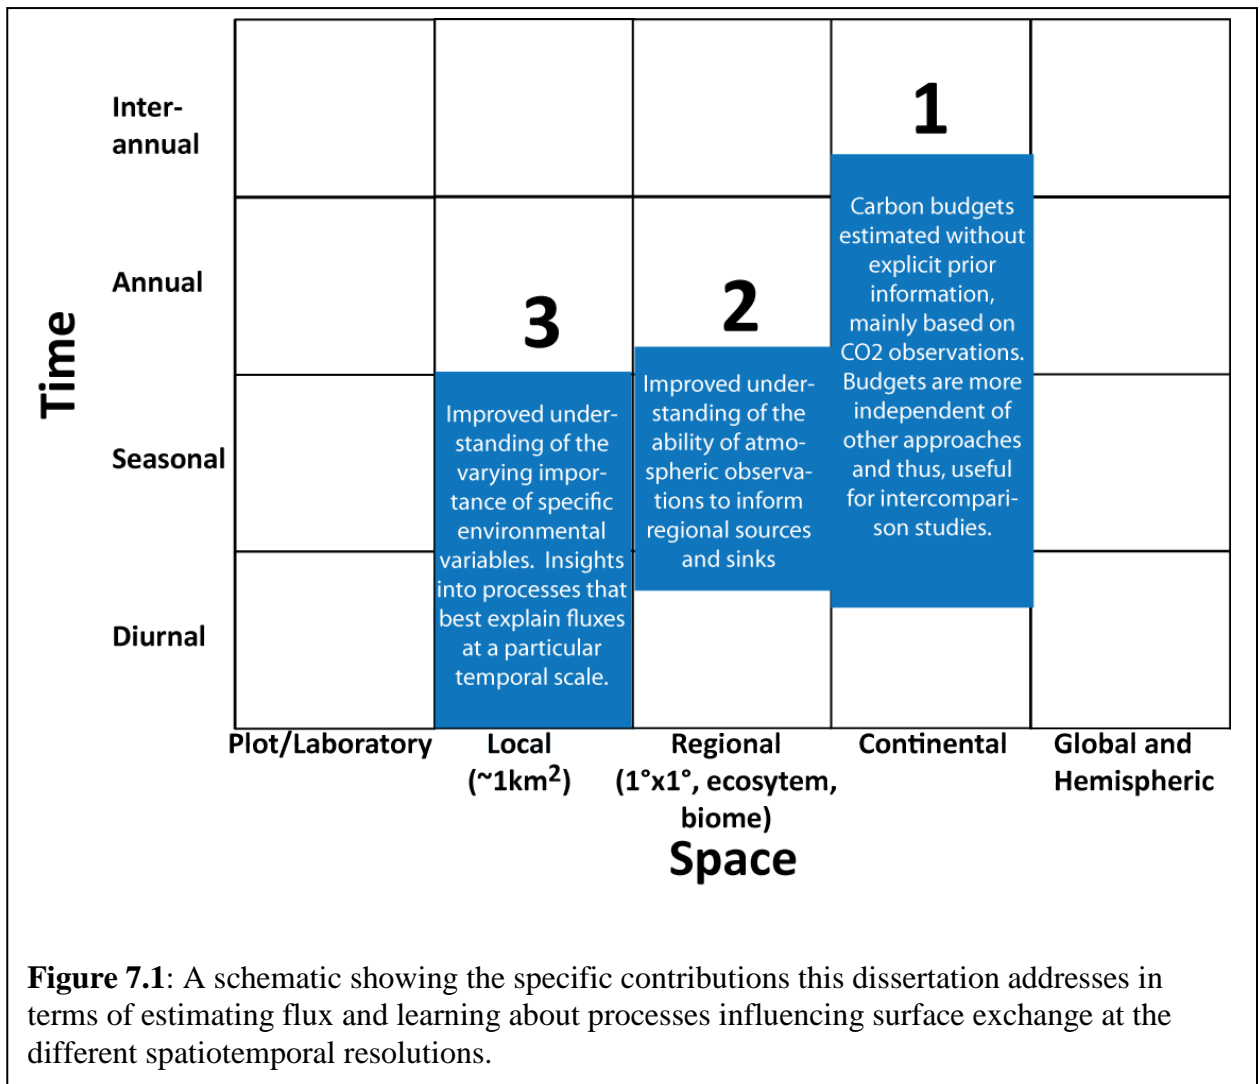 Time
Inter-
annual
Annual
Seasonal
Diurnal
3
Improved under-
standing of the
varying impor-
tance of specific
environmental
variables. Insights
into processes that
best explain fluxes
at a particular
temporal scale.
2
Improved under-
standing of the
ability of atmo-
spheric observa-
tions to inform
regional sources
and sinks
1
Carbon budgets
estimated without
explicit prior
information,
mainly based on
CO2 observations.
Budgets are more
independent of
other approaches
and thus, useful
for intercompari-
son studies.
Plot/Laboratory
Local
(~1km²)
Regional
(1°x1°, ecosytem,
biome)
Continental
Global and
Hemispheric
Space
Figure 7.1: A schematic showing the specific contributions this dissertation addresses in
terms of estimating flux and learning about processes influencing surface exchange at the
different spatiotemporal resolutions.